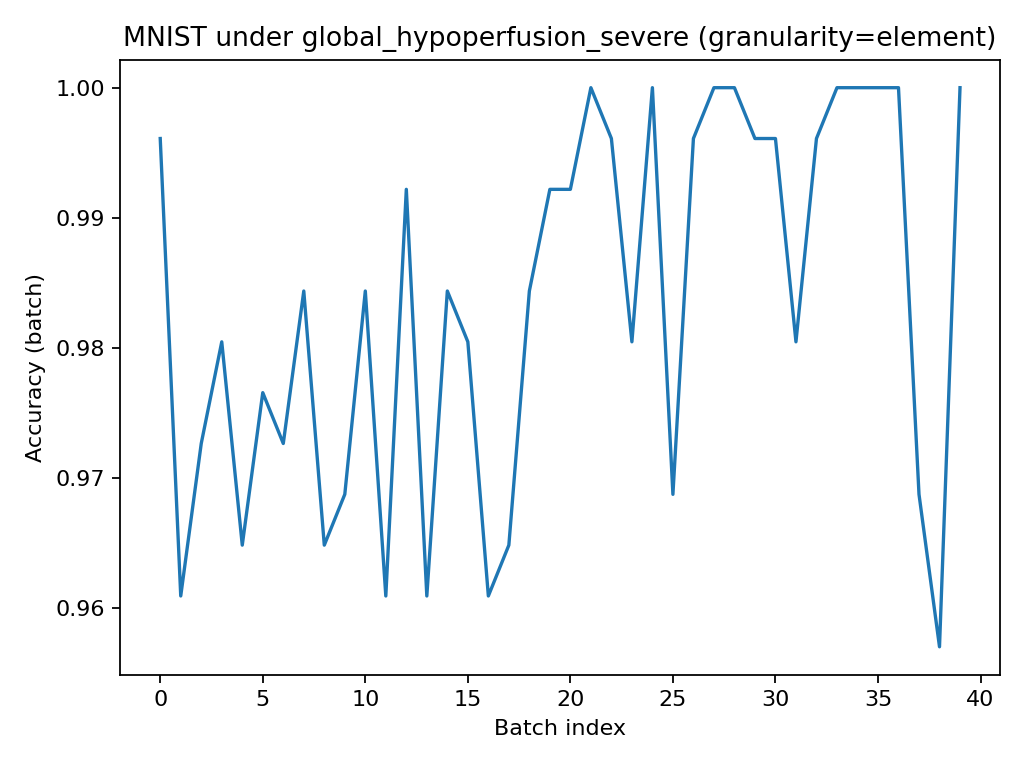 MNIST under global_hypoperfusion_severe (granularity=element)
1.00
0.99
0.98
0.97
0.96
Accuracy (batch)
0 5 10 15 20 25 30 35 40
Batch index